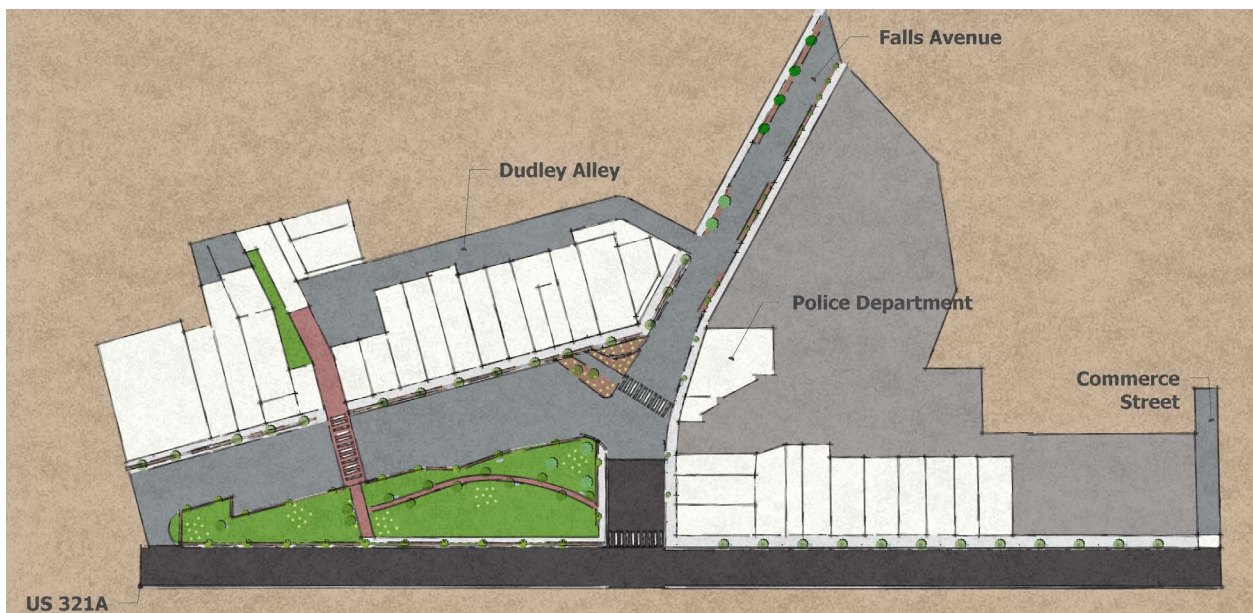 Falls Avenue
Dudley Alley
Police Department
Commerce
Street
US 321A